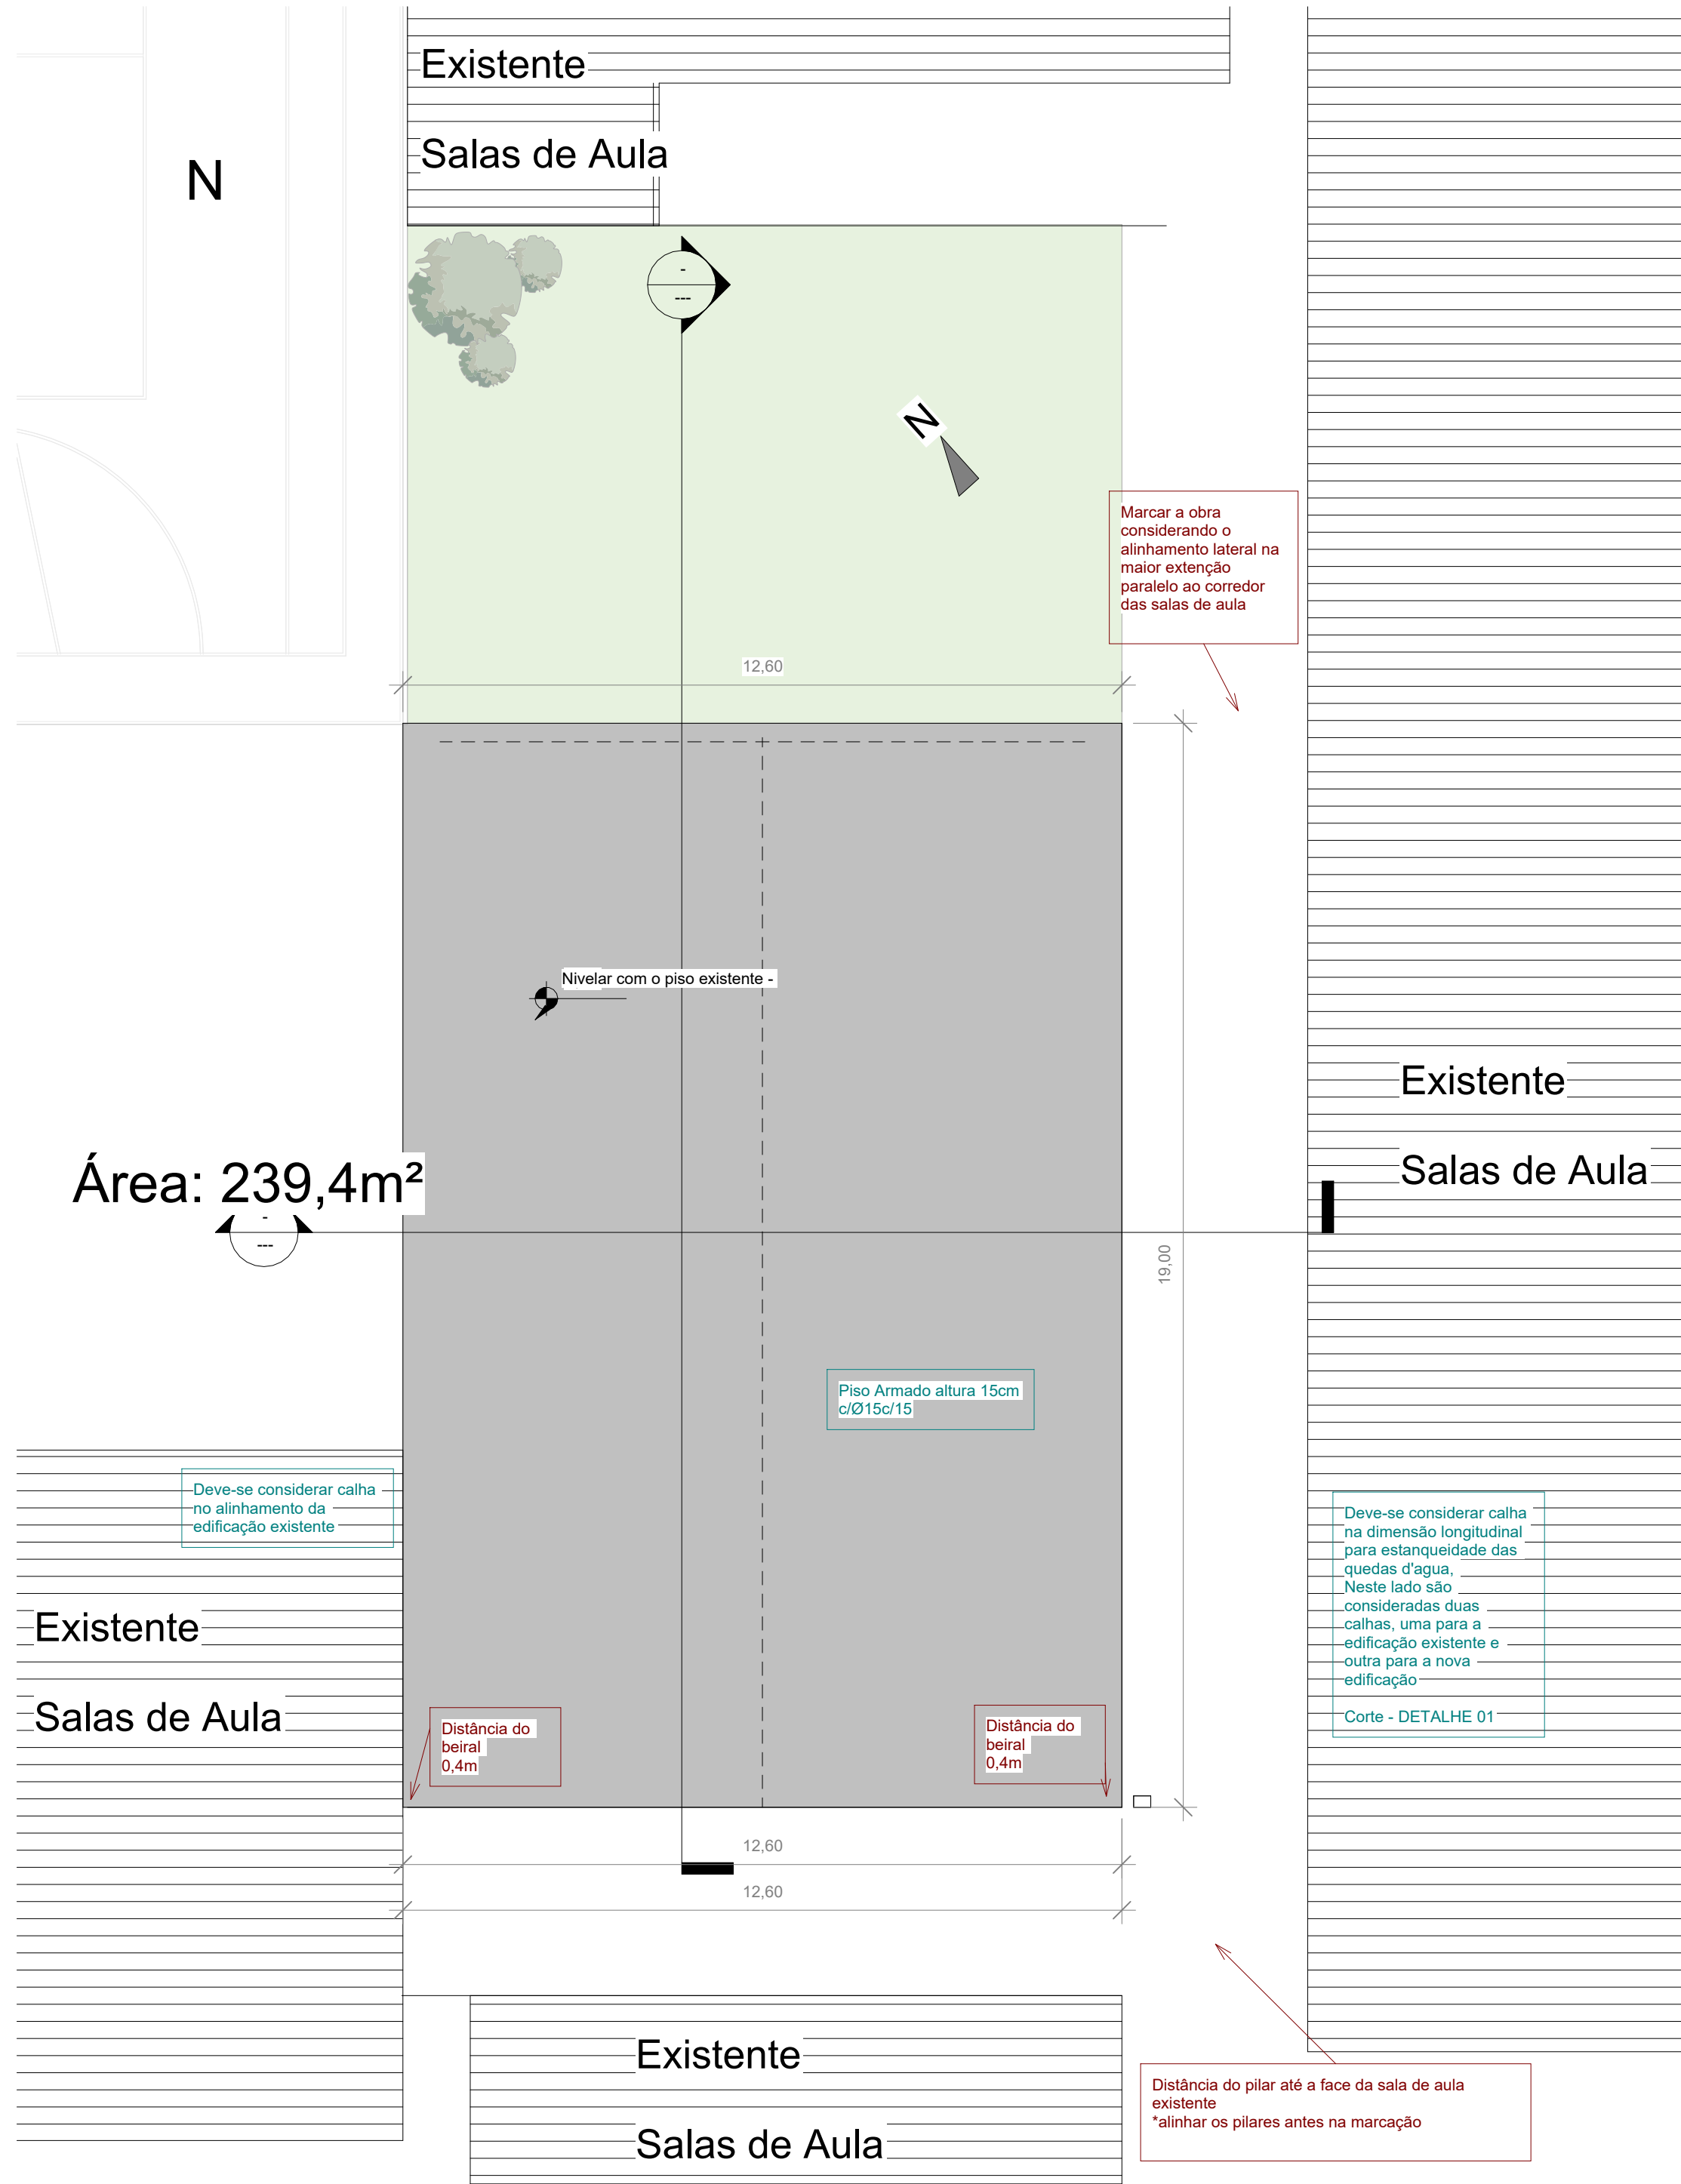 Existente
Salas de Aula
N
-
---
N
Marcar a obra
considerando o
alinhamento lateral na
maior extenção
paralelo ao corredor
das salas de aula
12,60
Nivelar com o piso existente -
Existente
Salas de Aula
Área: 239,4m²
-
---
19,00
Piso Armado altura 15cm
c/Ø15c/15
Deve-se considerar calha
no alinhamento da
edificação existente
Deve-se considerar calha
na dimensão longitudinal
para estanqueidade das
quedas d'agua,
Neste lado são
consideradas duas
calhas, uma para a
edificação existente e
outra para a nova
edificação
Corte - DETALHE 01
Existente
Salas de Aula
Distância do
beiral
0,4m
Distância do
beiral
0,4m
12,60
12,60
Existente
Salas de Aula
Distância do pilar até a face da sala de aula
existente
*alinhar os pilares antes na marcação